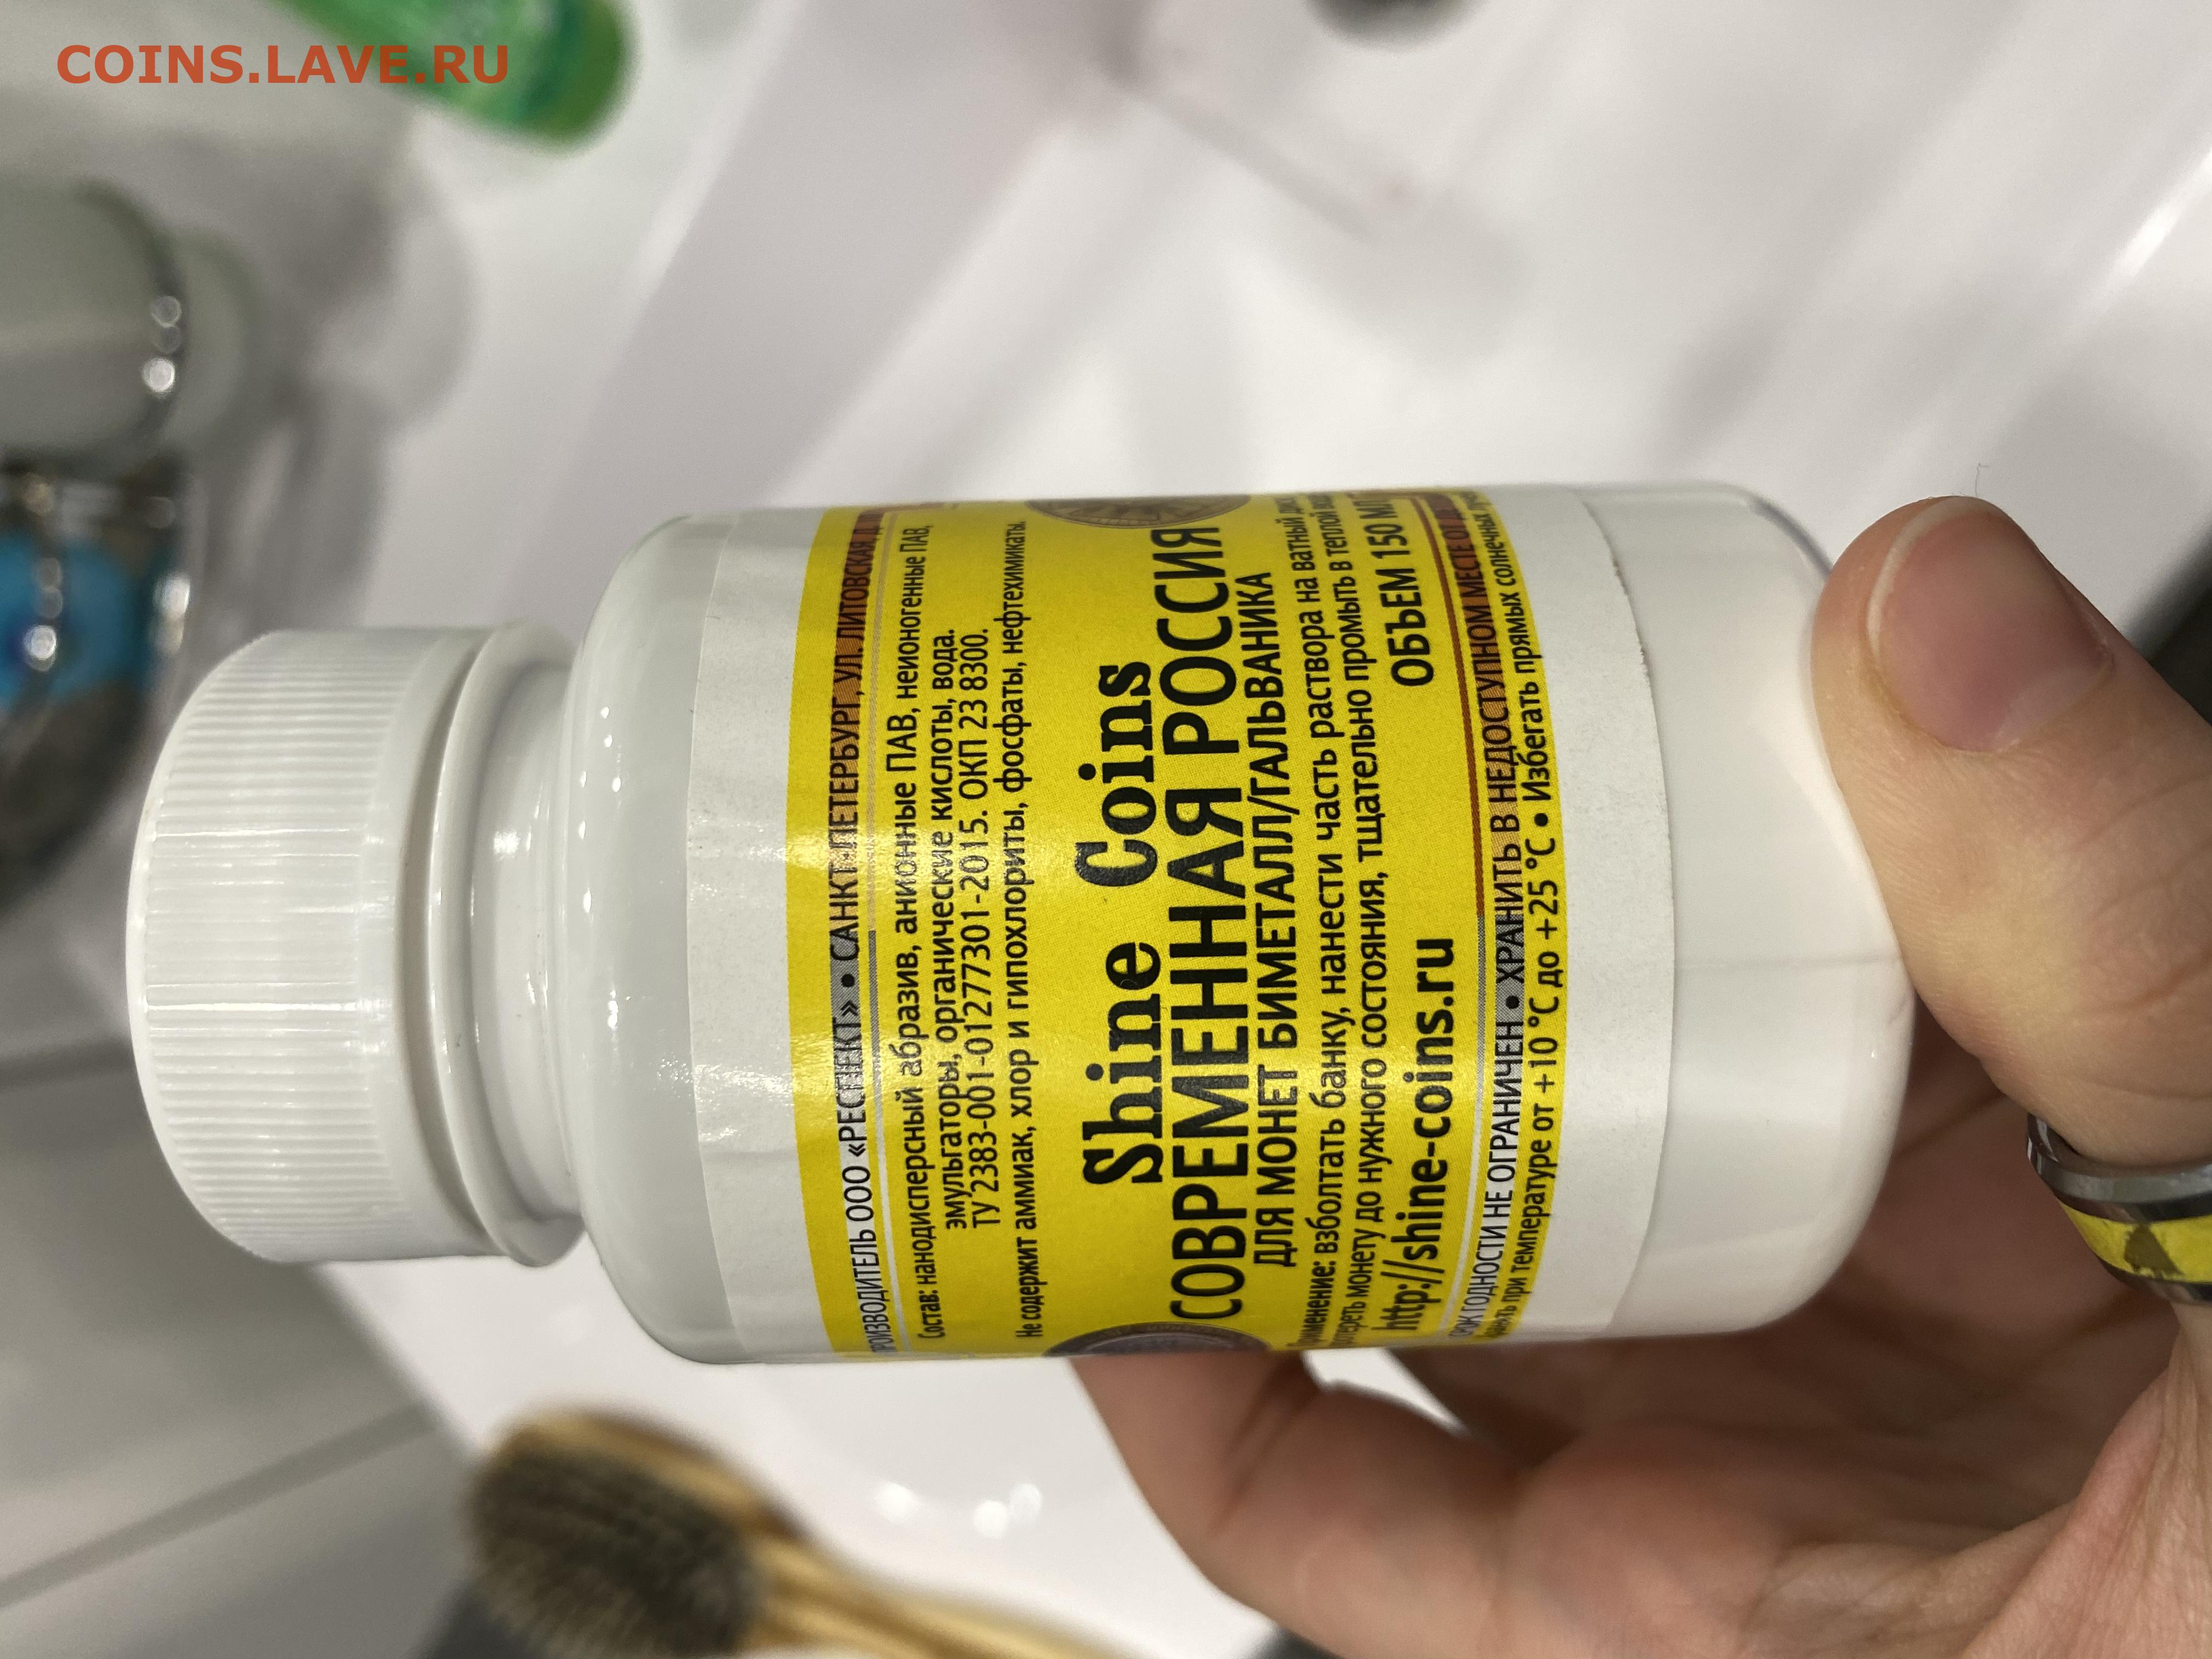 COINS.LAVE.RU
ПРОИЗВОДИТЕЛЬ ООО «РЕСПЕКТ» • САНКТ-ПЕТЕРБУРГ, УЛ. ЛИТОВСКАЯ
Состав: нанодисперсный абразив, анионные ПАВ, неионогенные ПАВ,
эмульгаторы, органические кислоты, вода.
ТУ 2383-001-01277301-2015. ОКП 23 8300.
Не содержит аммиак, хлор и гипохлориты, фосфаты, нефтехимикаты.
Shine Coins
СОВРЕМЕННАЯ РОССИЯ
ДЛЯ МОНЕТ БИМЕТАЛЛ/ГАЛЬВАНИКА
Применение: взболтать банку, нанести часть раствора на ватный
протереть монету до нужного состояния, тщательно промыть в теплой
ОБЪЕМ 150 МЛ
http://shine-coins.ru
СРОК ГОДНОСТИ НЕ ОГРАНИЧЕН • ХРАНИТЬ В НЕДОСТУПНОМ МЕСТЕ ОТ
при температуре от +10 °С до +25 °С • Избегать прямых солнечных